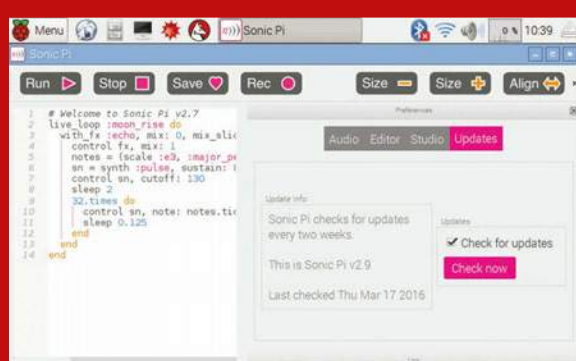 Menu
Sonic Pi
0 %
10:39
Sonic Pi
Run
Stop
Save
Rec
Size
Size
Align
1 # Welcome to Sonic Pi v2.7
2 live_loop :moon_rise do
3 with_fx :echo, mix: 0, mix_slid
4 control fx, mix: 1
5 notes = (scale :e3, :major_pe
6 sn = synth :pulse, sustain:
7 control sn, cutoff: 130
8 sleep 2
9 32.times do
10 control sn, note: notes.tic
11 sleep 0.125
12 end
13 end
14 end
Preferences
Audio Editor Studio Updates
Update Info
Sonic Pi checks for updates
every two weeks.
This is Sonic Pi v2.9
Last checked Thu Mar 17 2016
Updates
Check for updates
Check now